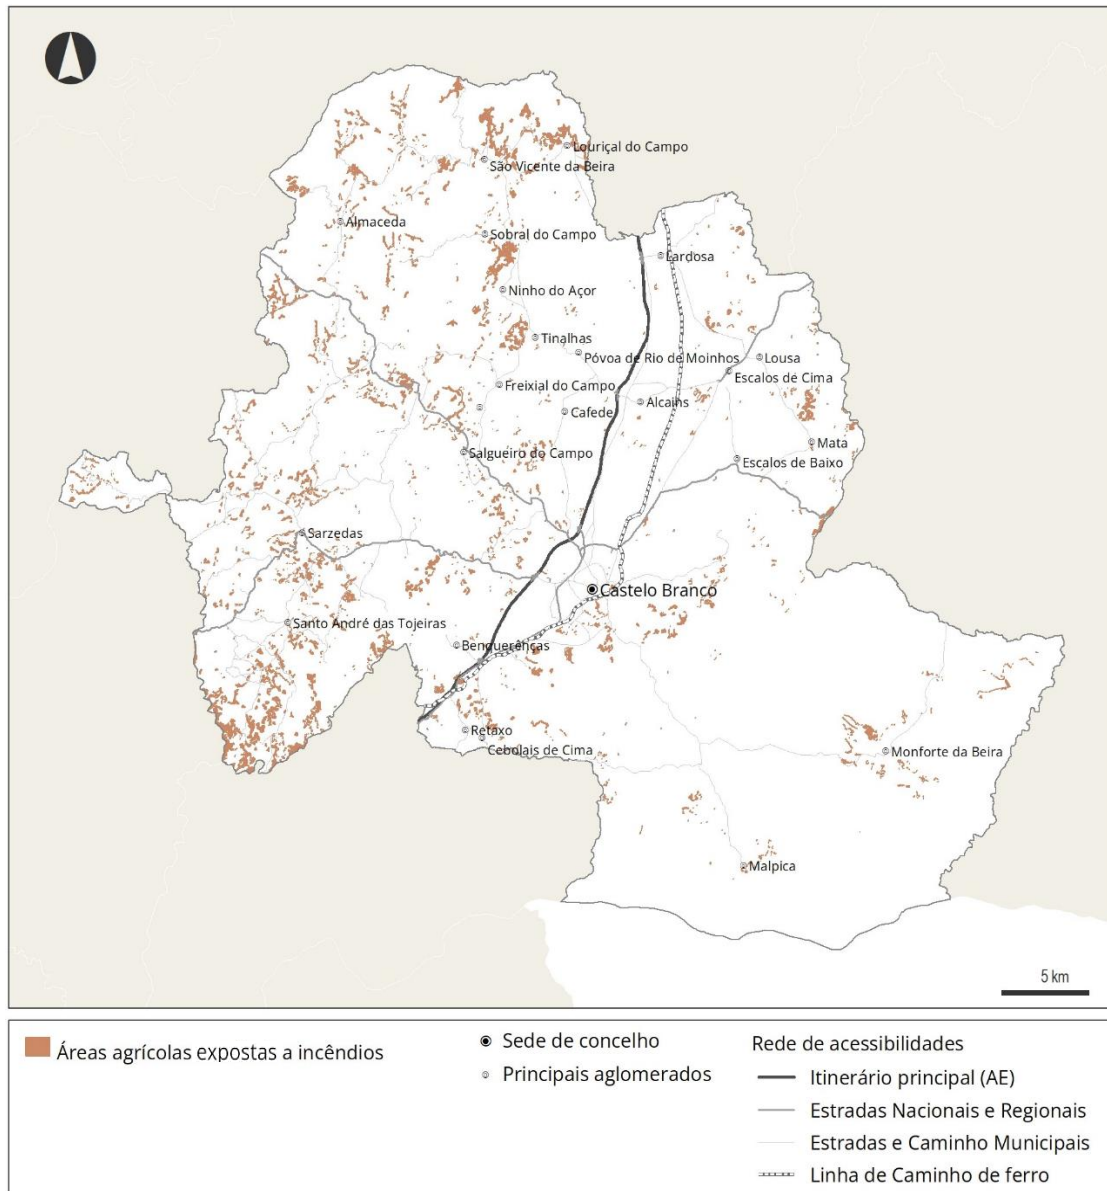 Louriçal do Campo
São Vicente da Beira
Almaceda
Sobral do Campo
Lardosa
Ninho do Açor
Tinalhas
Póvoa de Rio de Moinhos
Lousa
Escalos de Cima
Freixial do Campo
Alcains
Cafede
Mata
Salgueiro do Campo
Escalos de Baixo
Sarzedas
Castelo Branco
Santo André das Tojeiras
Benquerenças
Retaxo
Cebolais de Cima
Monforte da Beira
Malpica
5 km
Áreas agrícolas expostas a incêndios
Sede de concelho
Principais aglomerados
Rede de acessibilidades
Itinerário principal (AE)
Estradas Nacionais e Regionais
Estradas e Caminho Municipais
Linha de Caminho de ferro